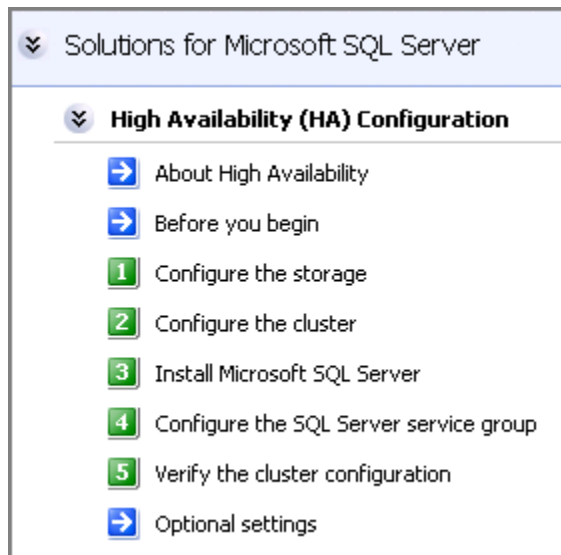 Solutions for Microsoft SQL Server
High Availability (HA) Configuration
About High Availability
Before you begin
1 Configure the storage
2 Configure the cluster
3 Install Microsoft SQL Server
4 Configure the SQL Server service group
5 Verify the cluster configuration
Optional settings